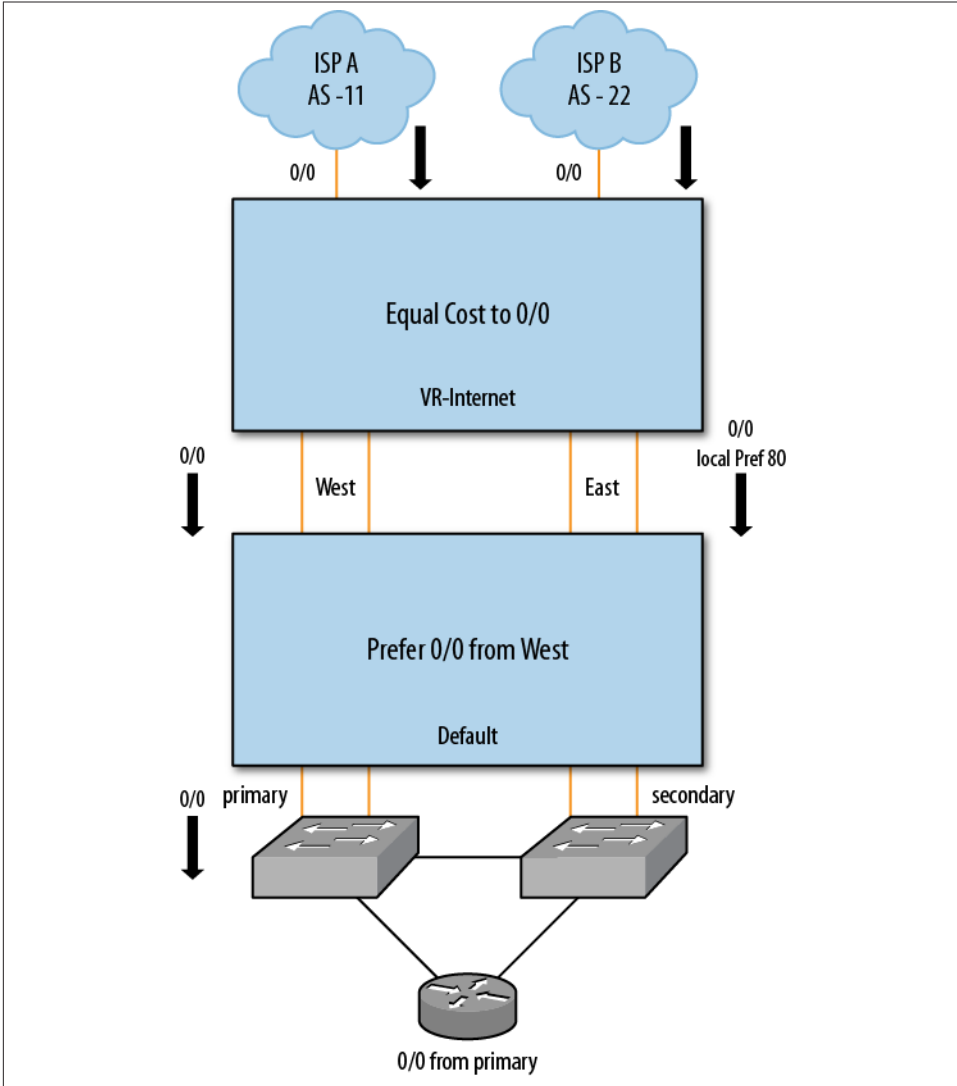 ISP A
AS -11
ISP B
AS - 22
0/0
0/0
Equal Cost to 0/0
VR-Internet
0/0
West
East
0/0
local Pref 80
Prefer 0/0 from West
Default
0/0
primary
secondary
0/0 from primary